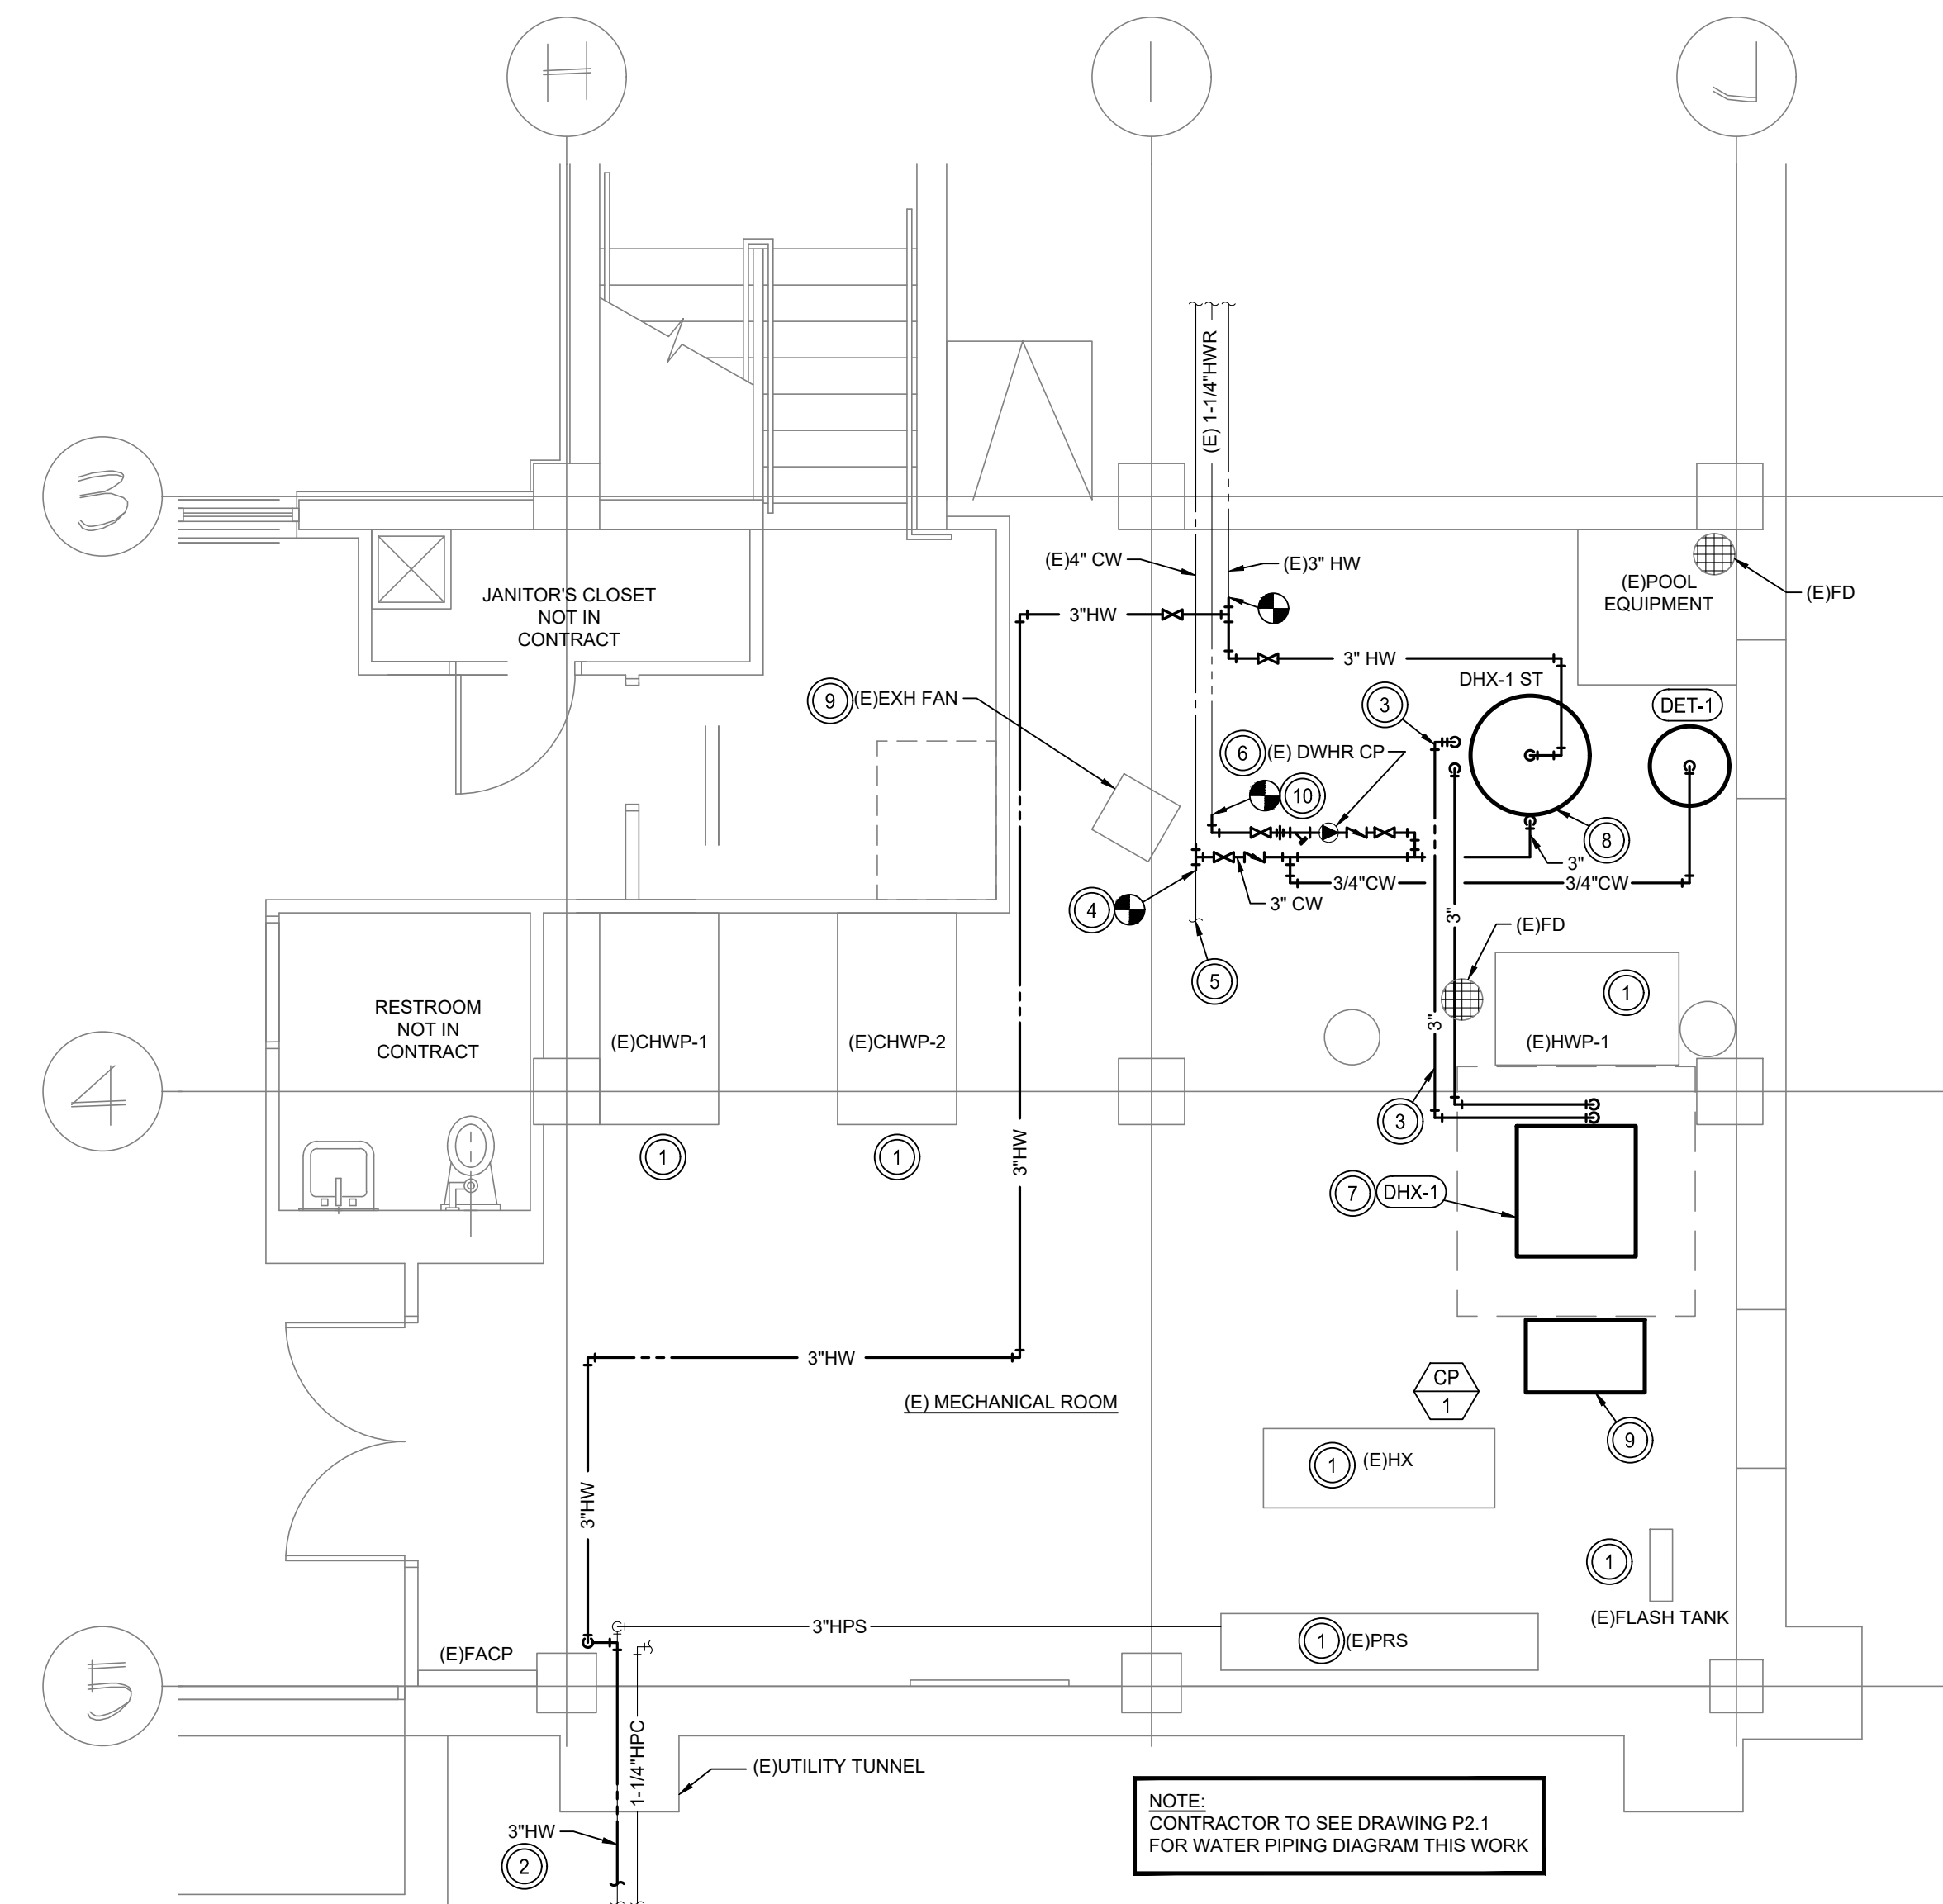 H
I
J
(E) 1-1/4"HWR
3
(E)4" CW
(E)3" HW
JANITOR'S CLOSET
NOT IN
CONTRACT
(E)POOL
EQUIPMENT
(E)FD
3"HW
3" HW
DHX-1 ST
DET-1
9 (E)EXH FAN
3
6 (E) DWHR CP
10
8
3"
3/4"CW
3/4"CW
4
3" CW
3"
(E)FD
5
1
RESTROOM
NOT IN
CONTRACT
3"
(E)CHWP-1
(E)CHWP-2
(E)HWP-1
4
3
1
1
3"HW
7 DHX-1
3"HW
CP
1
(E) MECHANICAL ROOM
9
1 (E)HX
3"HW
1
(E)FLASH TANK
3"HPS
1 (E)PRS
(E)FACP
5
1-1/4"HPC
(E)UTILITY TUNNEL
NOTE:
CONTRACTOR TO SEE DRAWING P2.1
FOR WATER PIPING DIAGRAM THIS WORK
3"HW
2